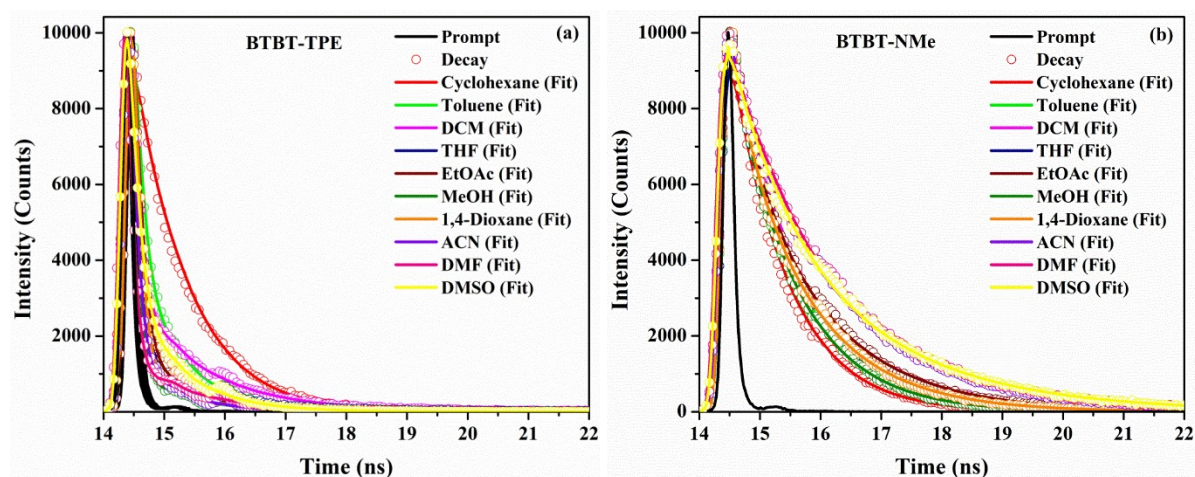 BTBT-TPE
(a)
Prompt
Decay
Cyclohexane (Fit)
Toluene (Fit)
DCM (Fit)
THF (Fit)
EtOAc (Fit)
MeOH (Fit)
1,4-Dioxane (Fit)
ACN (Fit)
DMF (Fit)
DMSO (Fit)
Intensity (Counts)
10000
8000
6000
4000
2000
0
14 15 16 17 18 19 20 21 22
Time (ns)
BTBT-NMe
(b)
Prompt
Decay
Cyclohexane (Fit)
Toluene (Fit)
DCM (Fit)
THF (Fit)
EtOAc (Fit)
MeOH (Fit)
1,4-Dioxane (Fit)
ACN (Fit)
DMF (Fit)
DMSO (Fit)
Intensity (Counts)
10000
8000
6000
4000
2000
0
14 15 16 17 18 19 20 21 22
Time (ns)